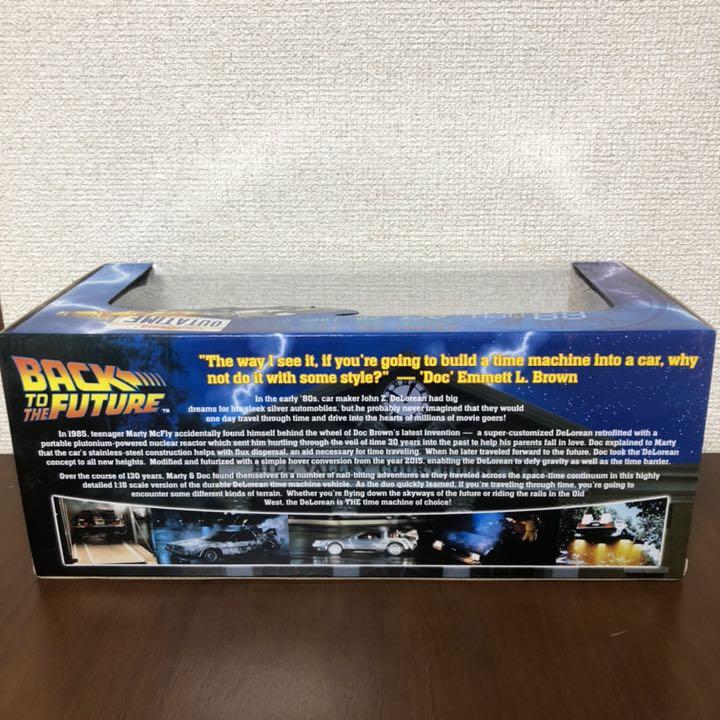 OUTATIME
BACK
TO THE
FUTURE™
"The way I see it, if you're going to build a time machine into a car, why
not do it with some style?" — 'Doc' Emmett L. Brown
In the early '80s, car maker John Z. DeLorean had big
dreams for his sleek silver automobiles, but he probably never imagined that they would
one day travel through time and drive into the hearts of millions of movie goers!
In 1985, teenager Marty McFly accidentally found himself behind the wheel of Doc Brown's latest invention — a super-customized DeLorean retrofitted with a
portable plutonium-powered nuclear reactor which sent him hurtling through the veil of time 30 years into the past to help his parents fall in love. Doc explained to Marty
that the car's stainless-steel construction helps with flux dispersal, an aid necessary for time traveling. When he later traveled forward to the future, Doc took the DeLorean
concept to all new heights. Modified and futurized with a simple hover conversion from the year 2015, enabling the DeLorean to defy gravity as well as the time barrier.
Over the course of 130 years, Marty & Doc found themselves in a number of nail-biting adventures as they traveled across the space-time continuum in this highly
detailed 1:18 scale version of the durable DeLorean time machine vehicle. As the duo quickly learned, if you're traveling through time, you're going to
encounter some different kinds of terrain. Whether you're flying down the skyways of the future or riding the rails in the Old
West, the DeLorean is THE time machine of choice!